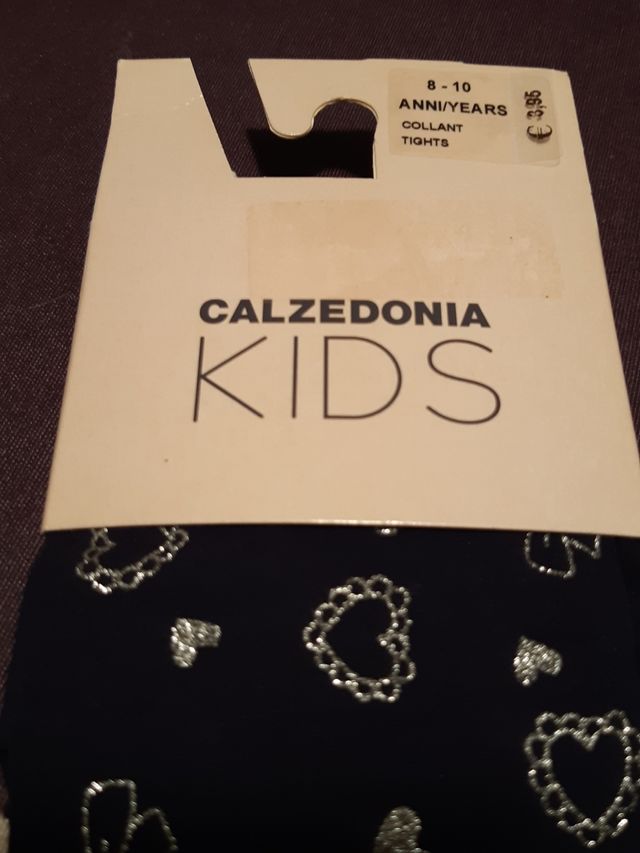 8 - 10
ANNI/YEARS
COLLANT
TIGHTS
€ 3,95
CALZEDONIA
KIDS